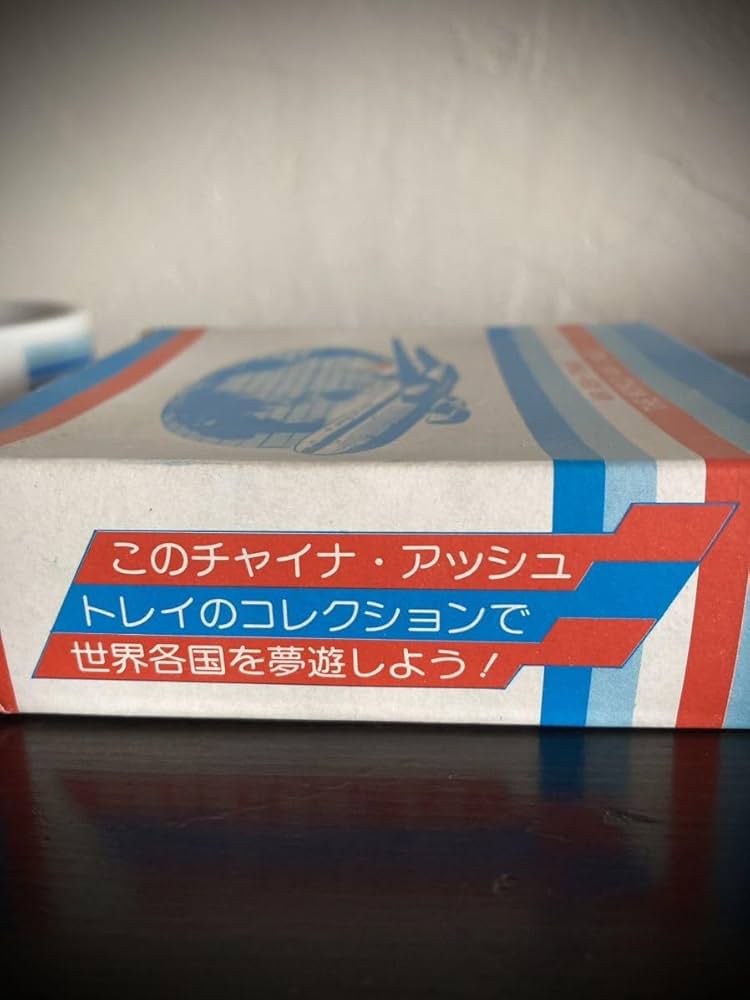 このチャイナ・アッシュ
トレイのコレクションで
世界各国を夢遊しよう!